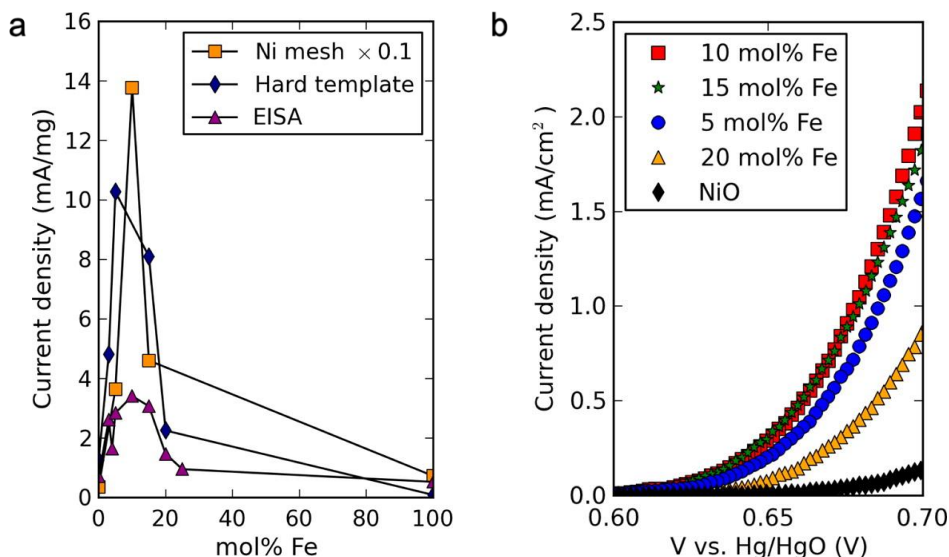 a
16
14
12
10
8
6
4
2
0
Current density (mA/mg)
Ni mesh × 0.1
Hard template
EISA
0 20 40 60 80 100
mol% Fe
b
2.5
2.0
1.5
1.0
0.5
0.0
Current density (mA/cm²)
10 mol% Fe
15 mol% Fe
5 mol% Fe
20 mol% Fe
NiO
0.60 0.65 0.70
V vs. Hg/HgO (V)